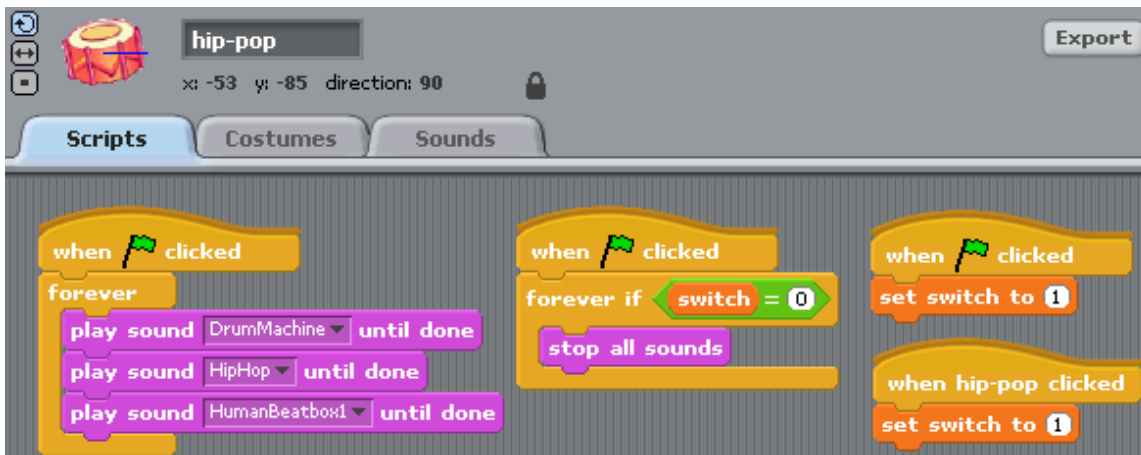 hip-pop
Export
x: -53 y: -85 direction: 90
Scripts
Costumes
Sounds
when clicked
forever
play sound DrumMachine until done
play sound HipHop until done
play sound HumanBeatbox1 until done
when clicked
forever if switch = 0
stop all sounds
when clicked
set switch to 1
when hip-pop clicked
set switch to 1